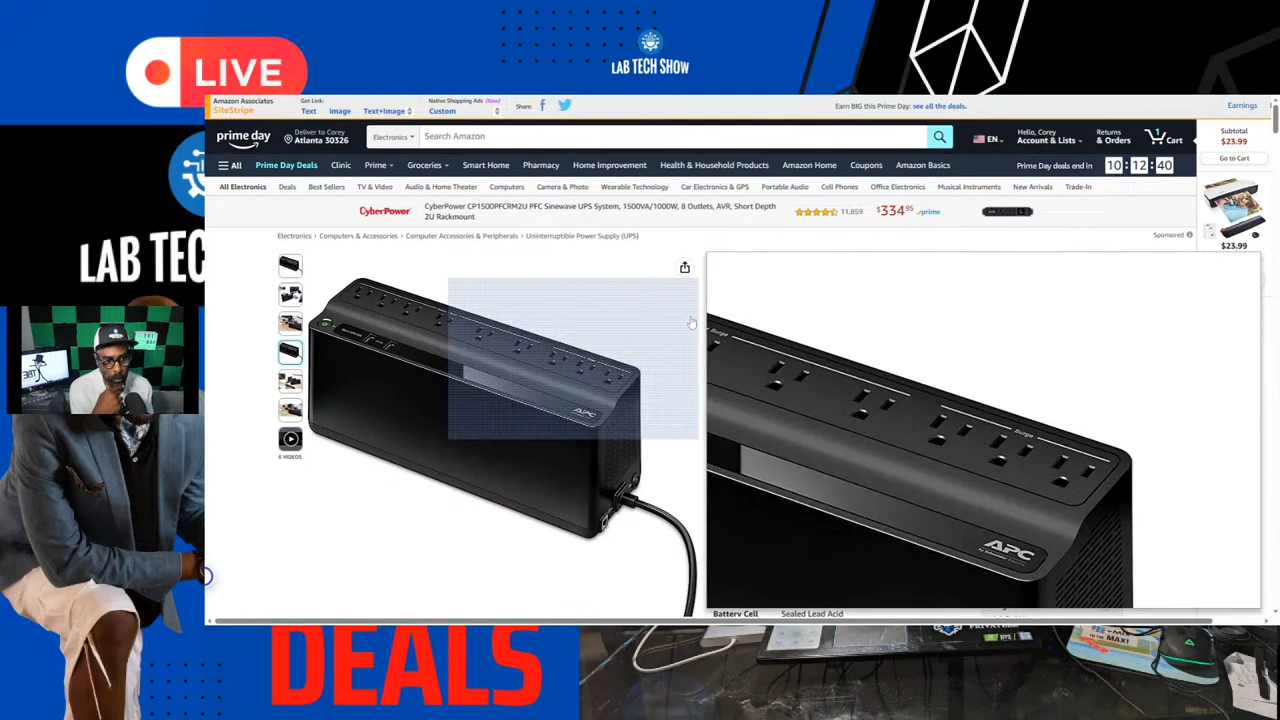 LIVE
LAB TECH SHOW
LAB TEC
Amazon Associates
SiteStripe
Get Link:
Text
Image
Text+Image
Native Shopping Ads (New)
Custom
Share:
Earn BIG this Prime Day: see all the deals.
Earnings
prime day
Deliver to Corey
Atlanta 30326
Electronics
Search Amazon
EN
Hello, Corey
Account & Lists
Returns
& Orders
1
Cart
Subtotal
$23.99
Go to Cart
$23.99
All
Prime Day Deals
Clinic
Prime
Groceries
Smart Home
Pharmacy
Home Improvement
Health & Household Products
Amazon Home
Coupons
Amazon Basics
Prime Day deals end in
10:12:40
All Electronics
Deals
Best Sellers
TV & Video
Audio & Home Theater
Computers
Camera & Photo
Wearable Technology
Car Electronics & GPS
Portable Audio
Cell Phones
Office Electronics
Musical Instruments
New Arrivals
Trade-In
CyberPower
CyberPower CP1500PFCRM2U PFC Sinewave UPS System, 1500VA/1000W, 8 Outlets, AVR, Short Depth
2U Rackmount
11,859
$334.95
prime
Electronics › Computers & Accessories › Computer Accessories & Peripherals › Uninterruptible Power Supply (UPS)
Sponsored
6 VIDEOS
APC
Surge
Surge
APC
by Schneider Electric
Battery Cell
Sealed Lead Acid
DEALS